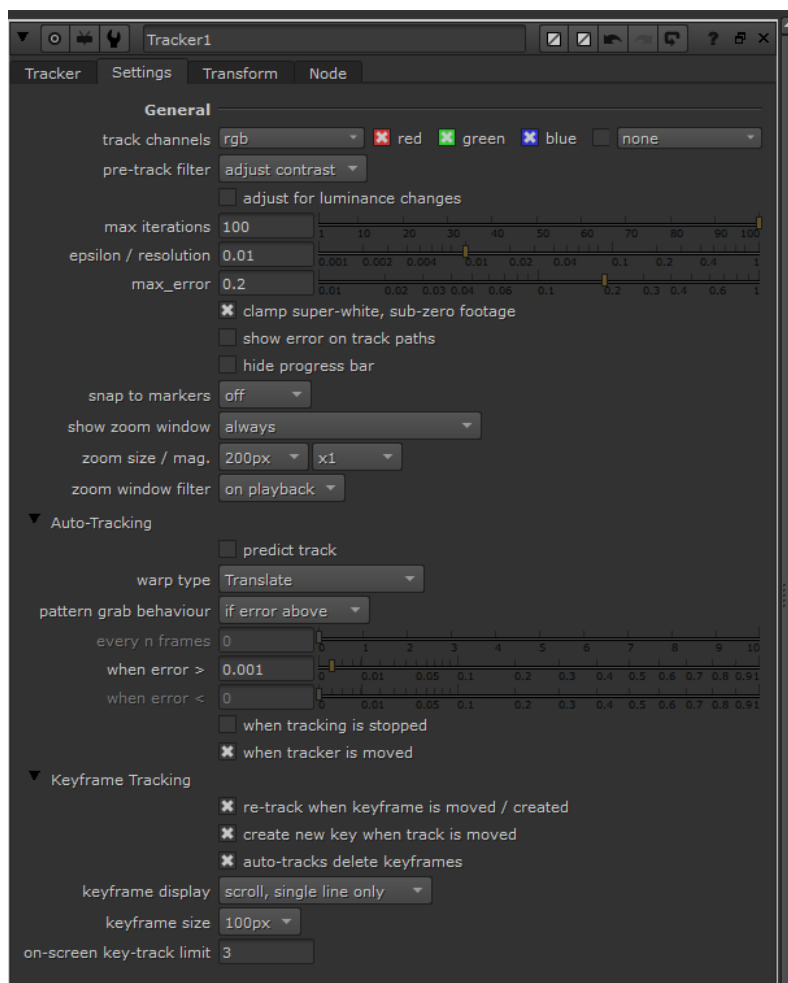 Tracker1 ?
Tracker Settings Transform Node
General
track channels rgb red green blue none
pre-track filter adjust contrast
adjust for luminance changes
max iterations 100 1 10 20 30 40 50 60 70 80 90 100
epsilon / resolution 0.01 0.001 0.002 0.004 0.01 0.02 0.04 0.1 0.2 0.4 1
max_error 0.2 0.01 0.02 0.03 0.04 0.06 0.1 0.2 0.3 0.4 0.6 1
clamp super-white, sub-zero footage
show error on track paths
hide progress bar
snap to markers off
show zoom window always
zoom size / mag. 200px x1
zoom window filter on playback
Auto-Tracking
predict track
warp type Translate
pattern grab behaviour if error above
every n frames 0 0 1 2 3 4 5 6 7 8 9 10
when error > 0.001 0 0.01 0.05 0.1 0.2 0.3 0.4 0.5 0.6 0.7 0.8 0.91
when error < 0 0 0.01 0.05 0.1 0.2 0.3 0.4 0.5 0.6 0.7 0.8 0.91
when tracking is stopped
when tracker is moved
Keyframe Tracking
re-track when keyframe is moved / created
create new key when track is moved
auto-tracks delete keyframes
keyframe display scroll, single line only
keyframe size 100px
on-screen key-track limit 3